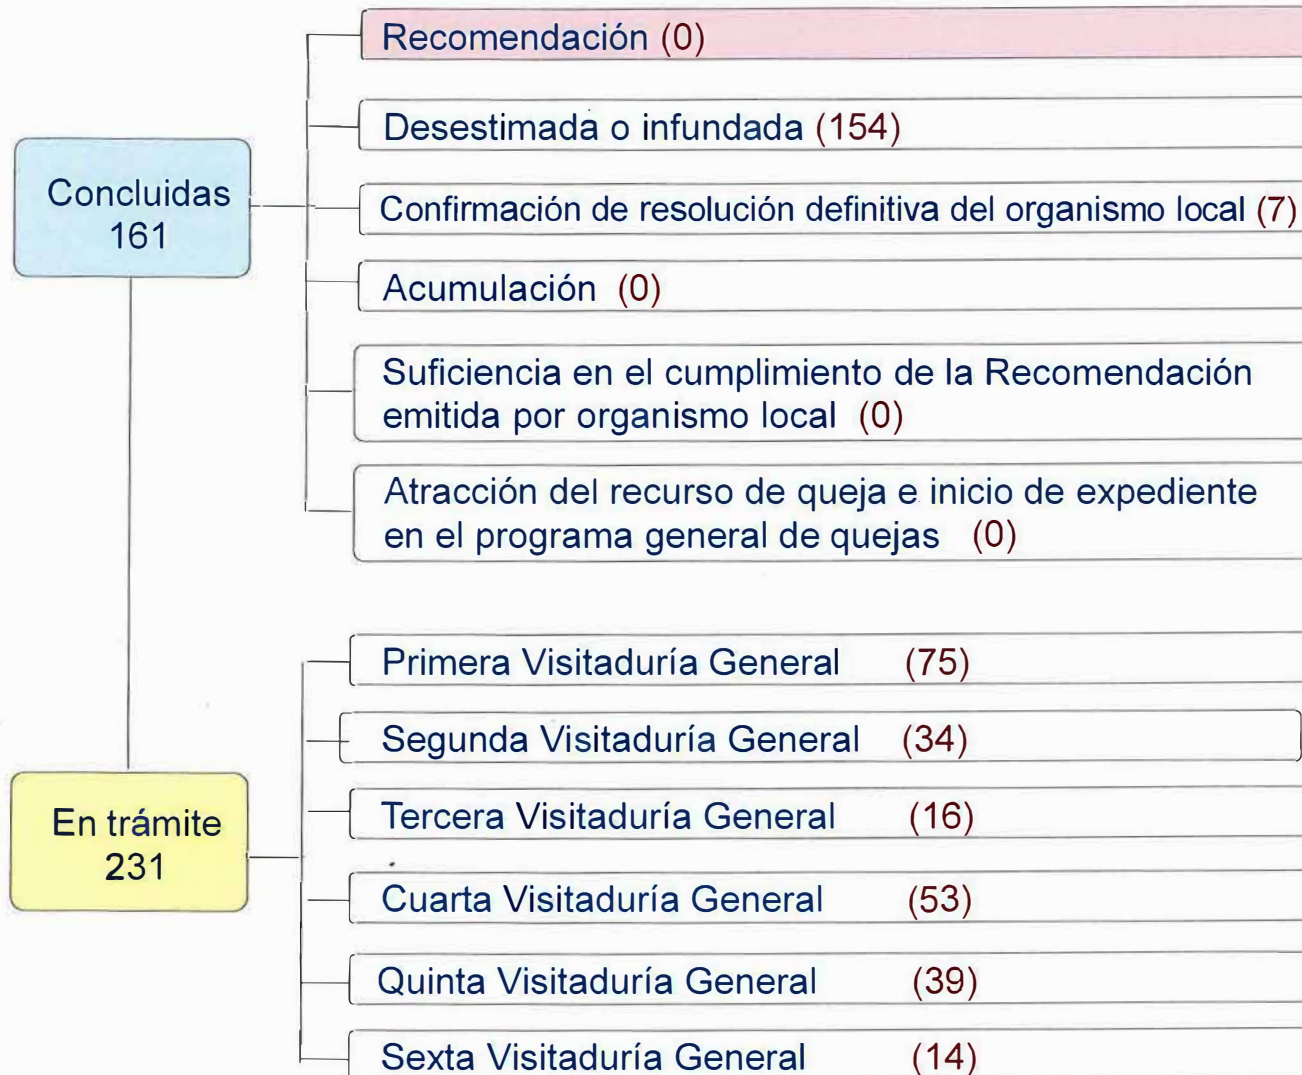 Recomendación (0)
Desestimada o infundada (154)
Concluidas
161
Confirmación de resolución definitiva del organismo local (7)
Acumulación (0)
Suficiencia en el cumplimiento de la Recomendación
emitida por organismo local (0)
Atracción del recurso de queja e inicio de expediente
en el programa general de quejas (0)
En trámite
231
Primera Visitaduría General (75)
Segunda Visitaduría General (34)
Tercera Visitaduría General (16)
Cuarta Visitaduría General (53)
Quinta Visitaduría General (39)
Sexta Visitaduría General (14)